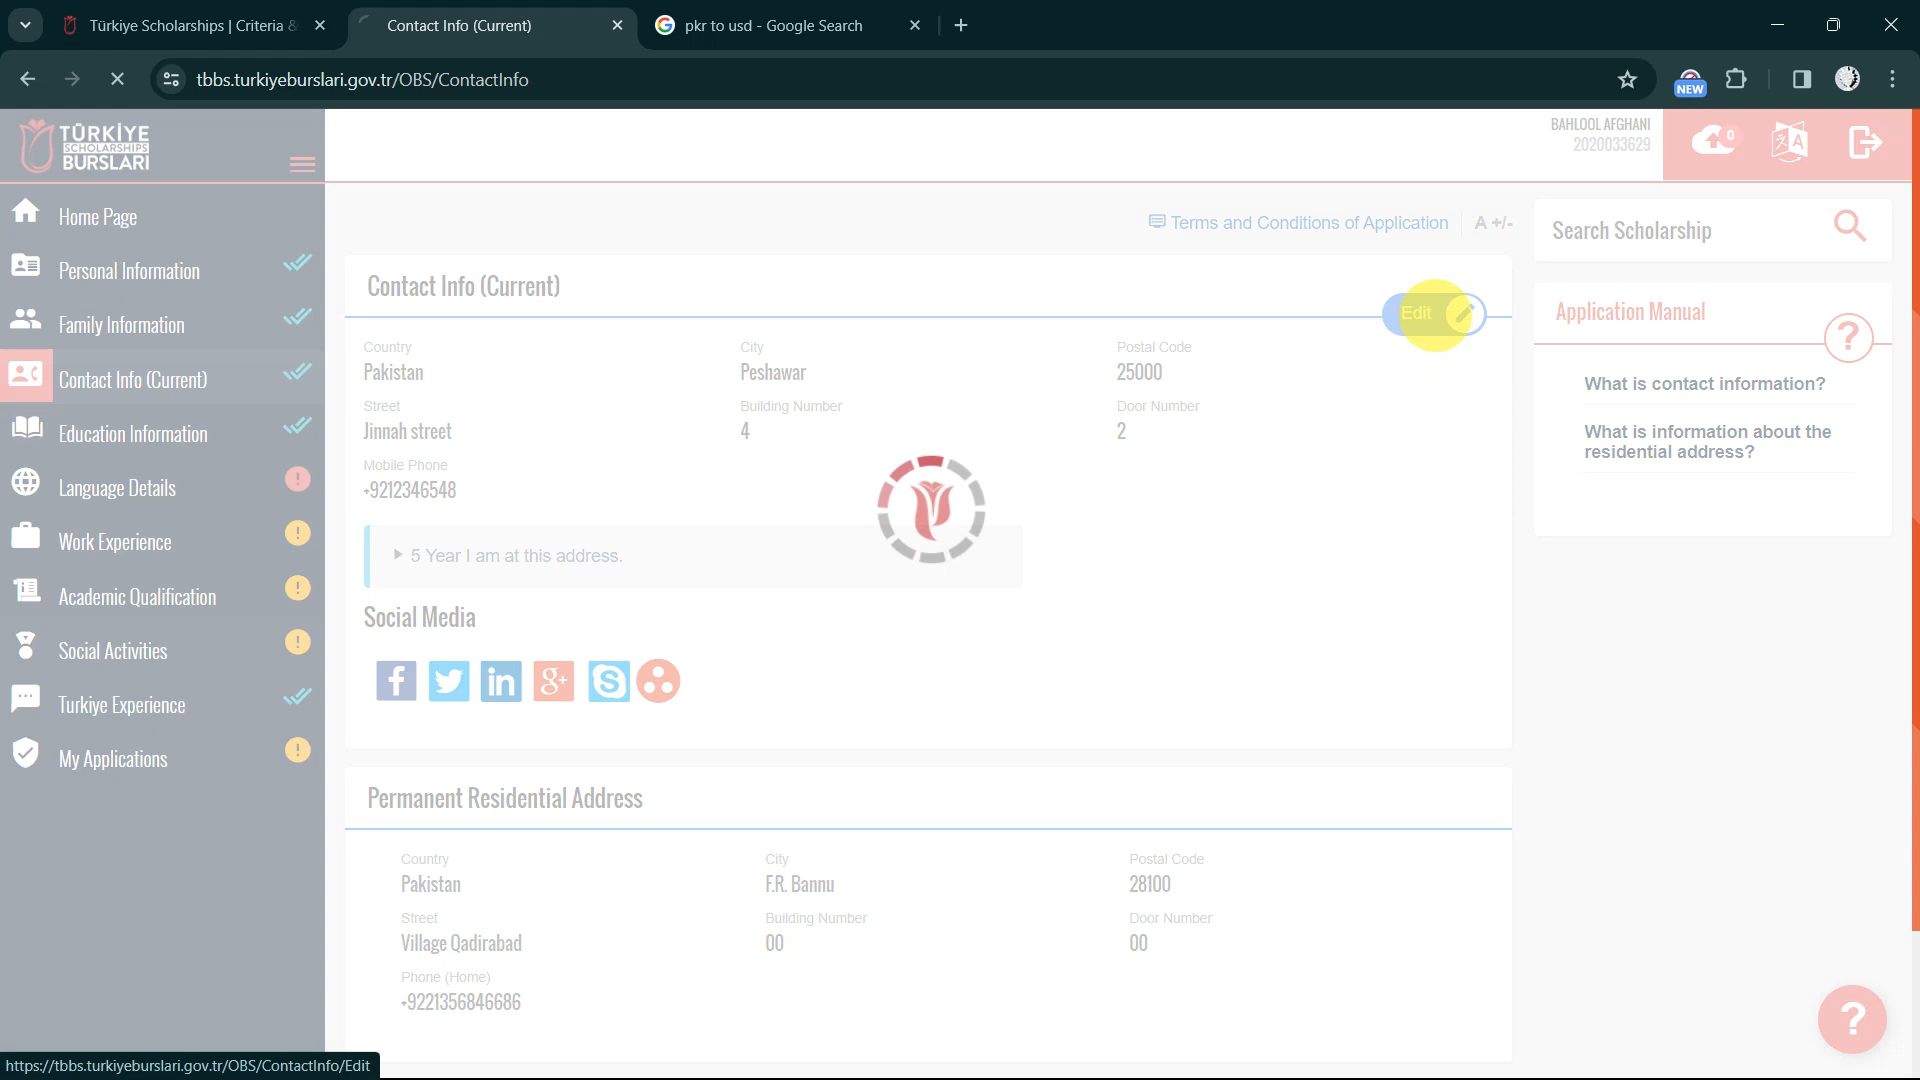 Türkiye Scholarships | Criteria &
Contact Info (Current)
pkr to usd - Google Search
tbbs.turkiyeburslari.gov.tr/OBS/ContactInfo
NEW
TÜRKİYE
SCHOLARSHIPS
BURSLARI
BAHLOOL AFGHANI
2020033629
0
A
Home Page
Personal Information
Family Information
Contact Info (Current)
Education Information
Language Details
!
Work Experience
!
Academic Qualification
!
Social Activities
!
Turkiye Experience
My Applications
!
Terms and Conditions of Application
A +/-
Contact Info (Current)
Edit
Country
City
Postal Code
Pakistan
Peshawar
25000
Street
Building Number
Door Number
Jinnah street
4
2
Mobile Phone
+9212346548
5 Year I am at this address.
Social Media
Permanent Residential Address
Country
City
Postal Code
Pakistan
F.R. Bannu
28100
Street
Building Number
Door Number
Village Qadirabad
00
00
Phone (Home)
+9221356846686
Search Scholarship
Application Manual
?
What is contact information?
What is information about the
residential address?
?
https://tbbs.turkiyeburslari.gov.tr/OBS/ContactInfo/Edit